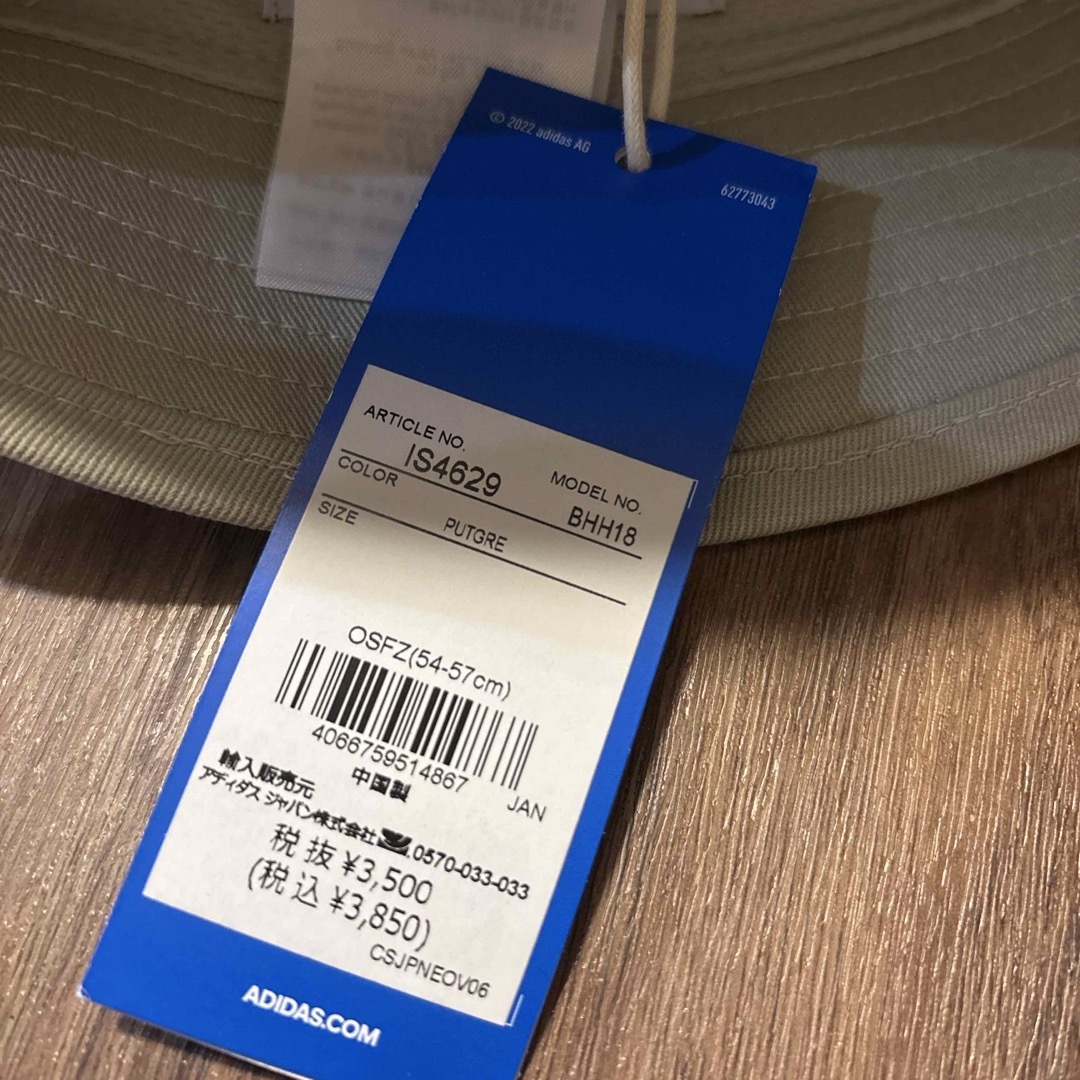 © 2022 adidas AG
62773043
ARTICLE NO.
IS4629
MODEL NO.
BHH18
COLOR
PUTGRE
SIZE
OSFZ(54-57cm)
4066759514867
JAN
中国製
輸入販売元
アディダス ジャパン株式会社 0570-033-033
税抜 ¥3,500
(税込 ¥3,850)
CSJPNEOV06
ADIDAS.COM